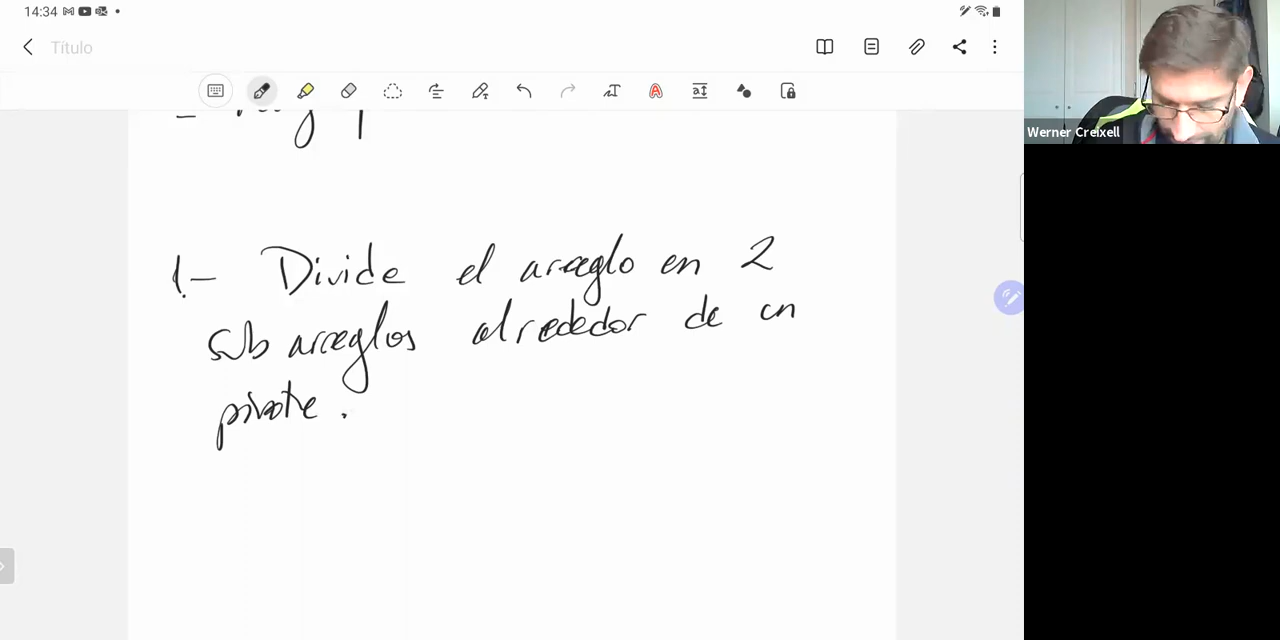 14:34
Título
Werner Creixell
1.- Divide el arreglo en 2
sub arreglos alrededor de un
pivote.